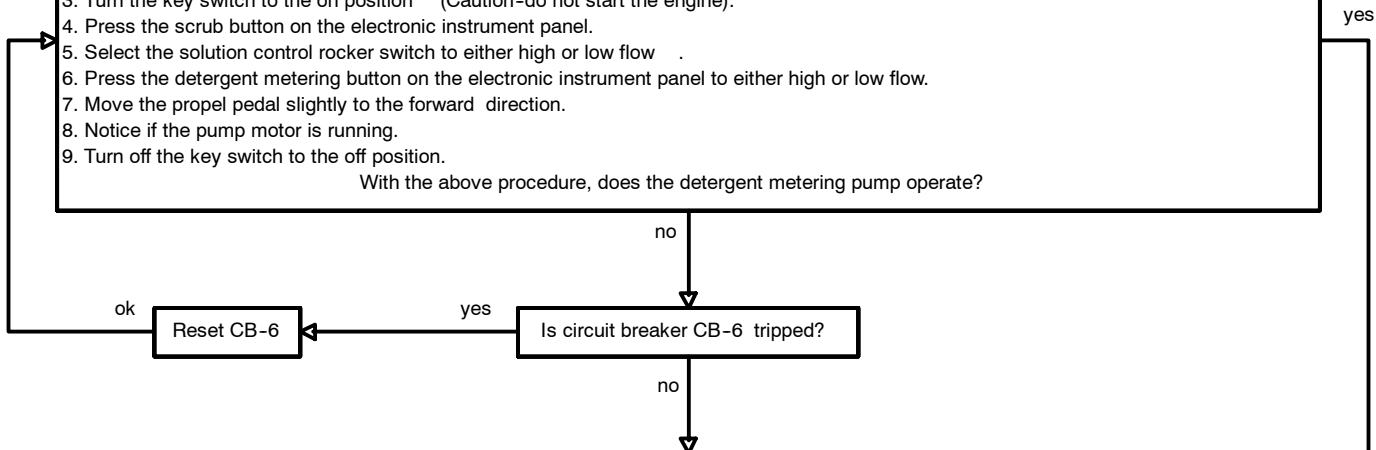 3. Turn the key switch to the on position (Caution-do not start the engine).
yes
4. Press the scrub button on the electronic instrument panel.
5. Select the solution control rocker switch to either high or low flow .
6. Press the detergent metering button on the electronic instrument panel to either high or low flow.
7. Move the propel pedal slightly to the forward direction.
8. Notice if the pump motor is running.
9. Turn off the key switch to the off position.
With the above procedure, does the detergent metering pump operate?
no
ok
yes
Reset CB-6
Is circuit breaker CB-6 tripped?
no